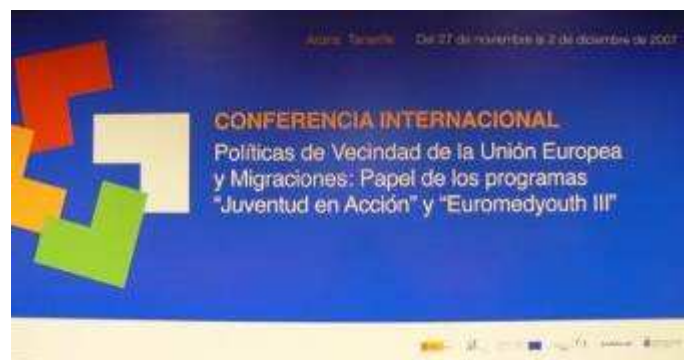 Arona. Tenerife Del 27 de noviembre al 2 de diciembre de 2007
CONFERENCIA INTERNACIONAL
Políticas de Vecindad de la Unión Europea
y Migraciones: Papel de los programas
“Juventud en Acción” y “Euromedyouth III”